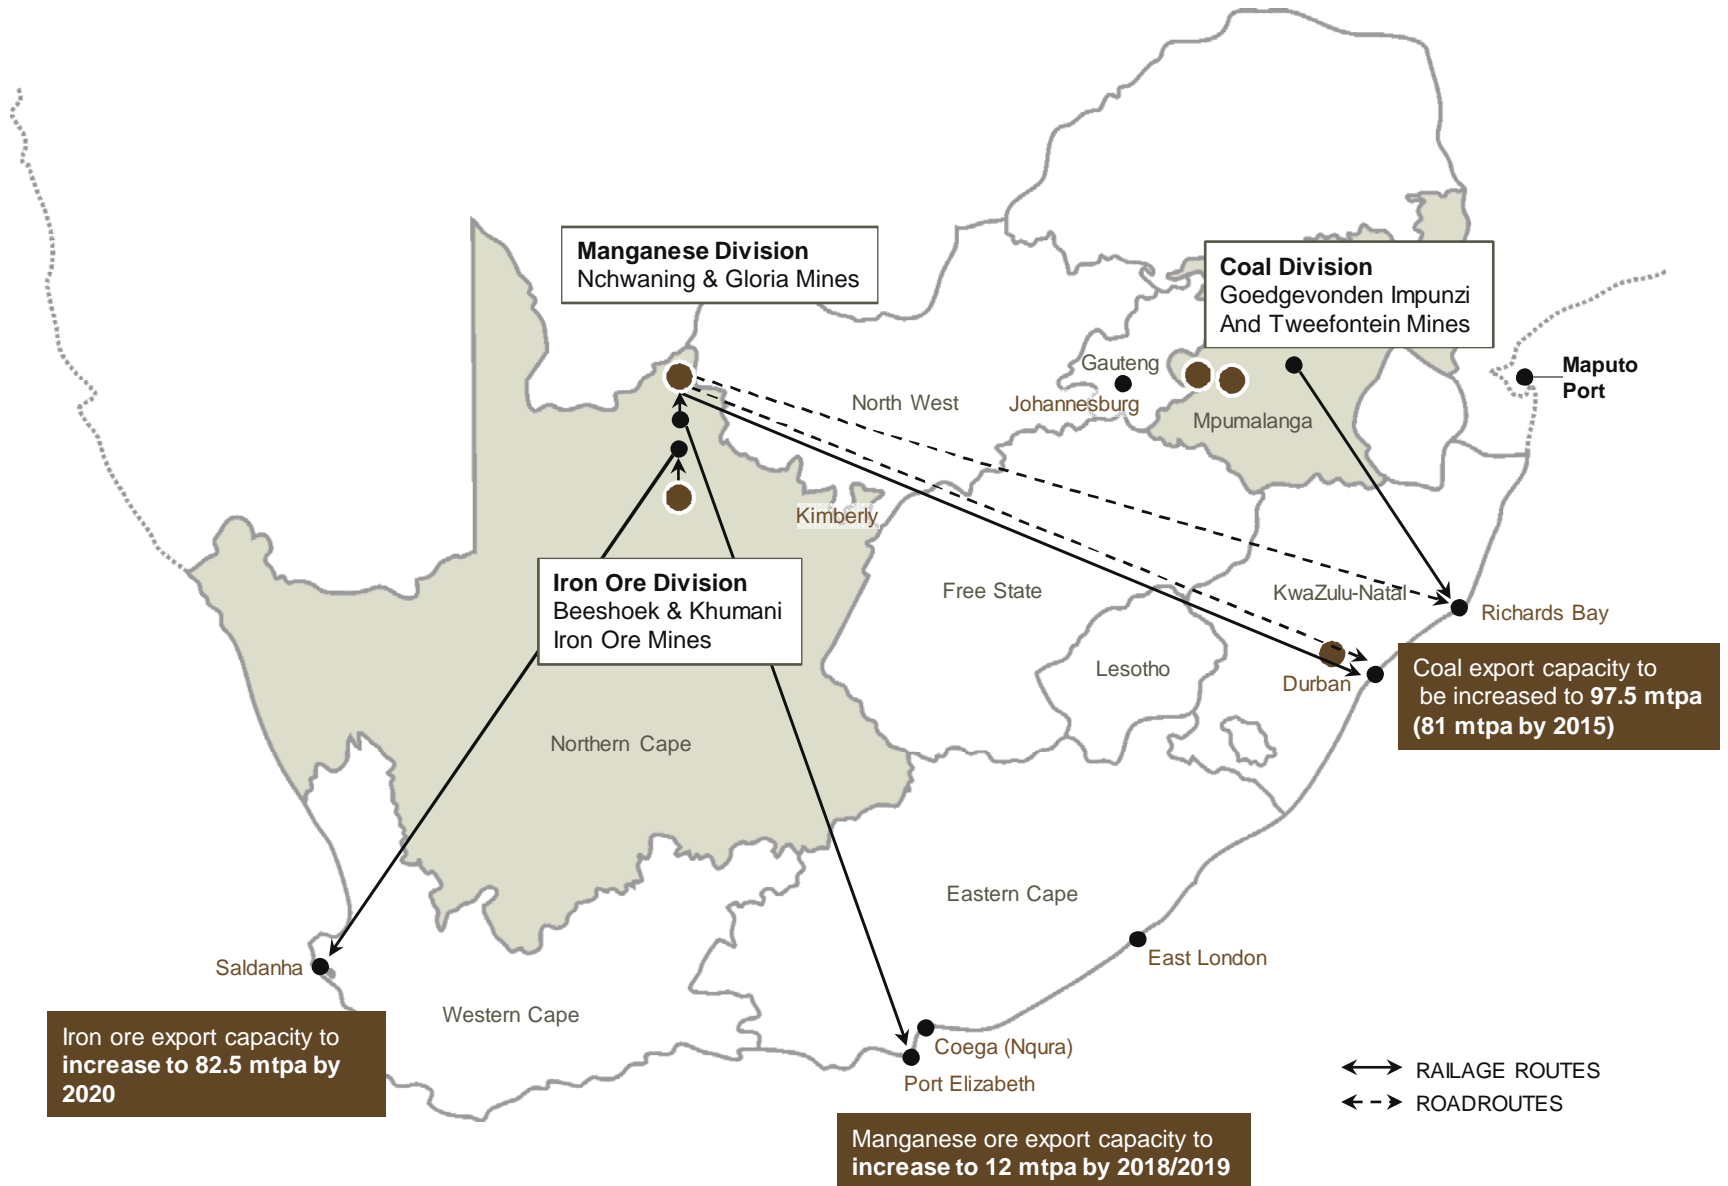 Manganese Division
Nchwaning & Gloria Mines
Coal Division
Goedgevonden Impunzi
And Tweefontein Mines
Gauteng
Johannesburg
Maputo
Port
North West
Mpumalanga
Kimberly
Iron Ore Division
Beeshoek & Khumani
Iron Ore Mines
Free State
KwaZulu-Natal
Richards Bay
Lesotho
Durban
Coal export capacity to
be increased to 97.5 mtpa
(81 mtpa by 2015)
Northern Cape
Eastern Cape
East London
Saldanha
Western Cape
Iron ore export capacity to
increase to 82.5 mtpa by
2020
Coega (Nqura)
Port Elizabeth
RAILAGE ROUTES
ROADROUTES
Manganese ore export capacity to
increase to 12 mtpa by 2018/2019